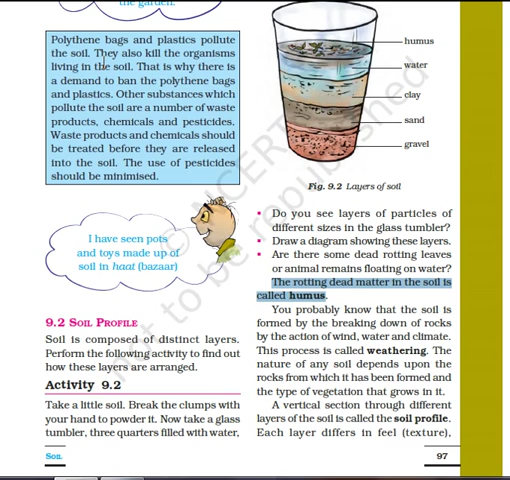 the garden.
Polythene bags and plastics pollute
the soil. They also kill the organisms
living in the soil. That is why there is
a demand to ban the polythene bags
and plastics. Other substances which
pollute the soil are a number of waste
products, chemicals and pesticides.
Waste products and chemicals should
be treated before they are released
into the soil. The use of pesticides
should be minimised.
I have seen pots
and toys made up of
soil in haat (bazaar)
9.2 SOIL PROFILE
Soil is composed of distinct layers.
Perform the following activity to find out
how these layers are arranged.
Activity 9.2
Take a little soil. Break the clumps with
your hand to powder it. Now take a glass
tumbler, three quarters filled with water,
humus
water
clay
sand
gravel
Fig. 9.2 Layers of soil
• Do you see layers of particles of
different sizes in the glass tumbler?
• Draw a diagram showing these layers.
• Are there some dead rotting leaves
or animal remains floating on water?
The rotting dead matter in the soil is
called humus.
You probably know that the soil is
formed by the breaking down of rocks
by the action of wind, water and climate.
This process is called weathering. The
nature of any soil depends upon the
rocks from which it has been formed and
the type of vegetation that grows in it.
A vertical section through different
layers of the soil is called the soil profile.
Each layer differs in feel (texture),
SOIL
97
© NCERT
not to be republished